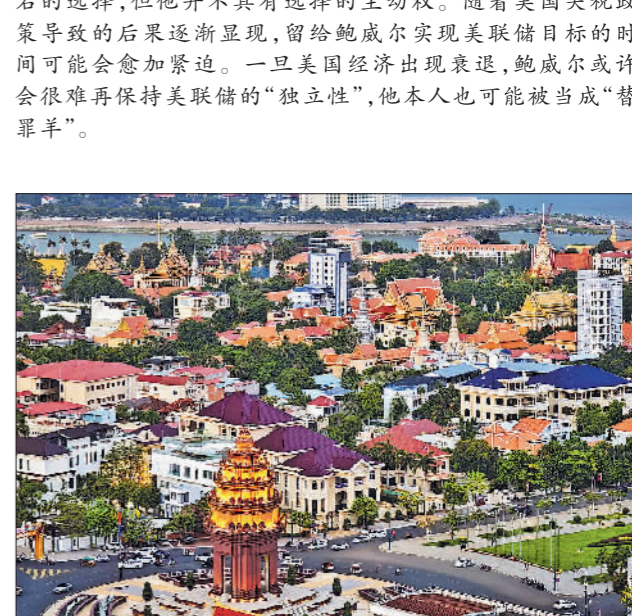 若的选择,但他并不具有选择的主动权。随着美国关税政
策导致的后果逐渐显现,留给鲍威尔实现美联储目标的时
间可能会愈加紧迫。一旦美国经济出现衰退,鲍威尔或许
会很难再保持美联储的“独立性”,他本人也可能被当成“替
罪羊”。